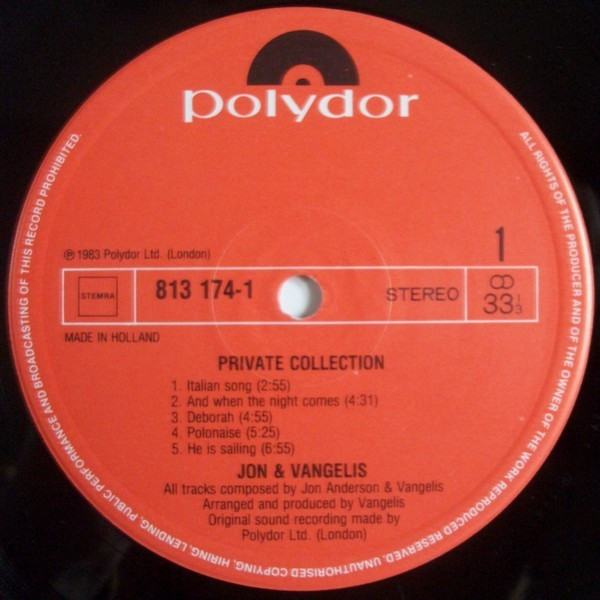 polydor
℗ 1983 Polydor Ltd. (London)
1
STEMRA
813 174-1
STEREO
33 1/3
MADE IN HOLLAND
PRIVATE COLLECTION
1. Italian song (2:55)
2. And when the night comes (4:31)
3. Deborah (4:55)
4. Polonaise (5:25)
5. He is sailing (6:55)
JON & VANGELIS
All tracks composed by Jon Anderson & Vangelis
Arranged and produced by Vangelis
Original sound recording made by
Polydor Ltd. (London)
ALL RIGHTS OF THE PRODUCER AND OF THE OWNER OF THE WORK REPRODUCED RESERVED. UNAUTHORISED COPYING, HIRING, LENDING, PUBLIC PERFORMANCE AND BROADCASTING OF THIS RECORD PROHIBITED.